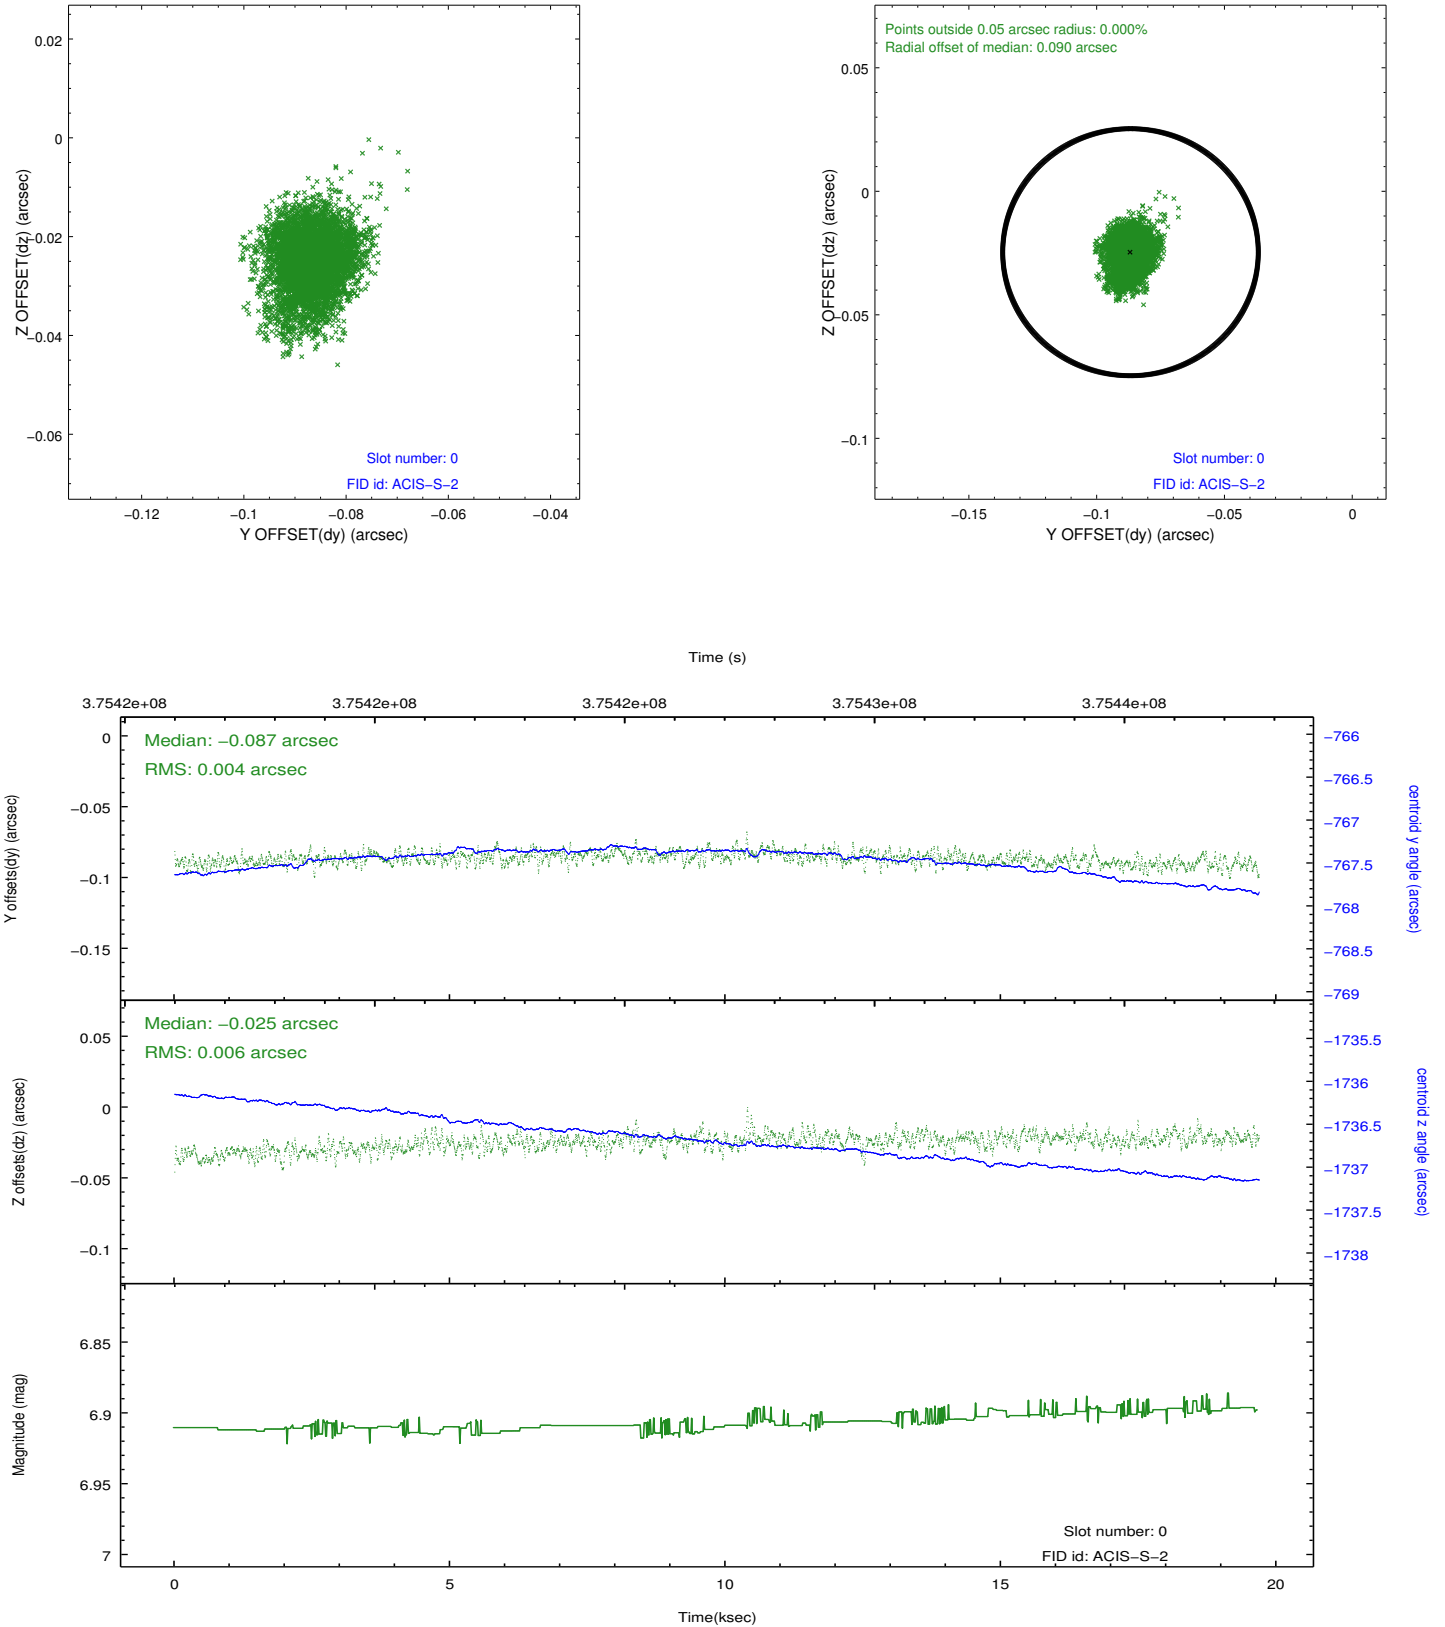 0.02
0
−0.02
−0.04
−0.06
Z OFFSET(dz) (arcsec)
Slot number: 0
FID id: ACIS−S−2
−0.12
−0.1
−0.08
−0.06
−0.04
Y OFFSET(dy) (arcsec)
Points outside 0.05 arcsec radius: 0.000%
Radial offset of median: 0.090 arcsec
0.05
0
−0.05
−0.1
Z OFFSET(dz) (arcsec)
Slot number: 0
FID id: ACIS−S−2
−0.15
−0.1
−0.05
0
Y OFFSET(dy) (arcsec)
Time (s)
3.7542e+08
3.7542e+08
3.7542e+08
3.7543e+08
3.7544e+08
Median: −0.087 arcsec
RMS: 0.004 arcsec
0
−0.05
−0.1
−0.15
Y offsets(dy) (arcsec)
−766
−766.5
−767
−767.5
−768
−768.5
−769
centroid y angle (arcsec)
Median: −0.025 arcsec
RMS: 0.006 arcsec
0.05
0
−0.05
−0.1
Z offsets(dz) (arcsec)
−1735.5
−1736
−1736.5
−1737
−1737.5
−1738
centroid z angle (arcsec)
6.85
6.9
6.95
7
Magnitude (mag)
Slot number: 0
FID id: ACIS−S−2
0
5
10
15
20
Time(ksec)